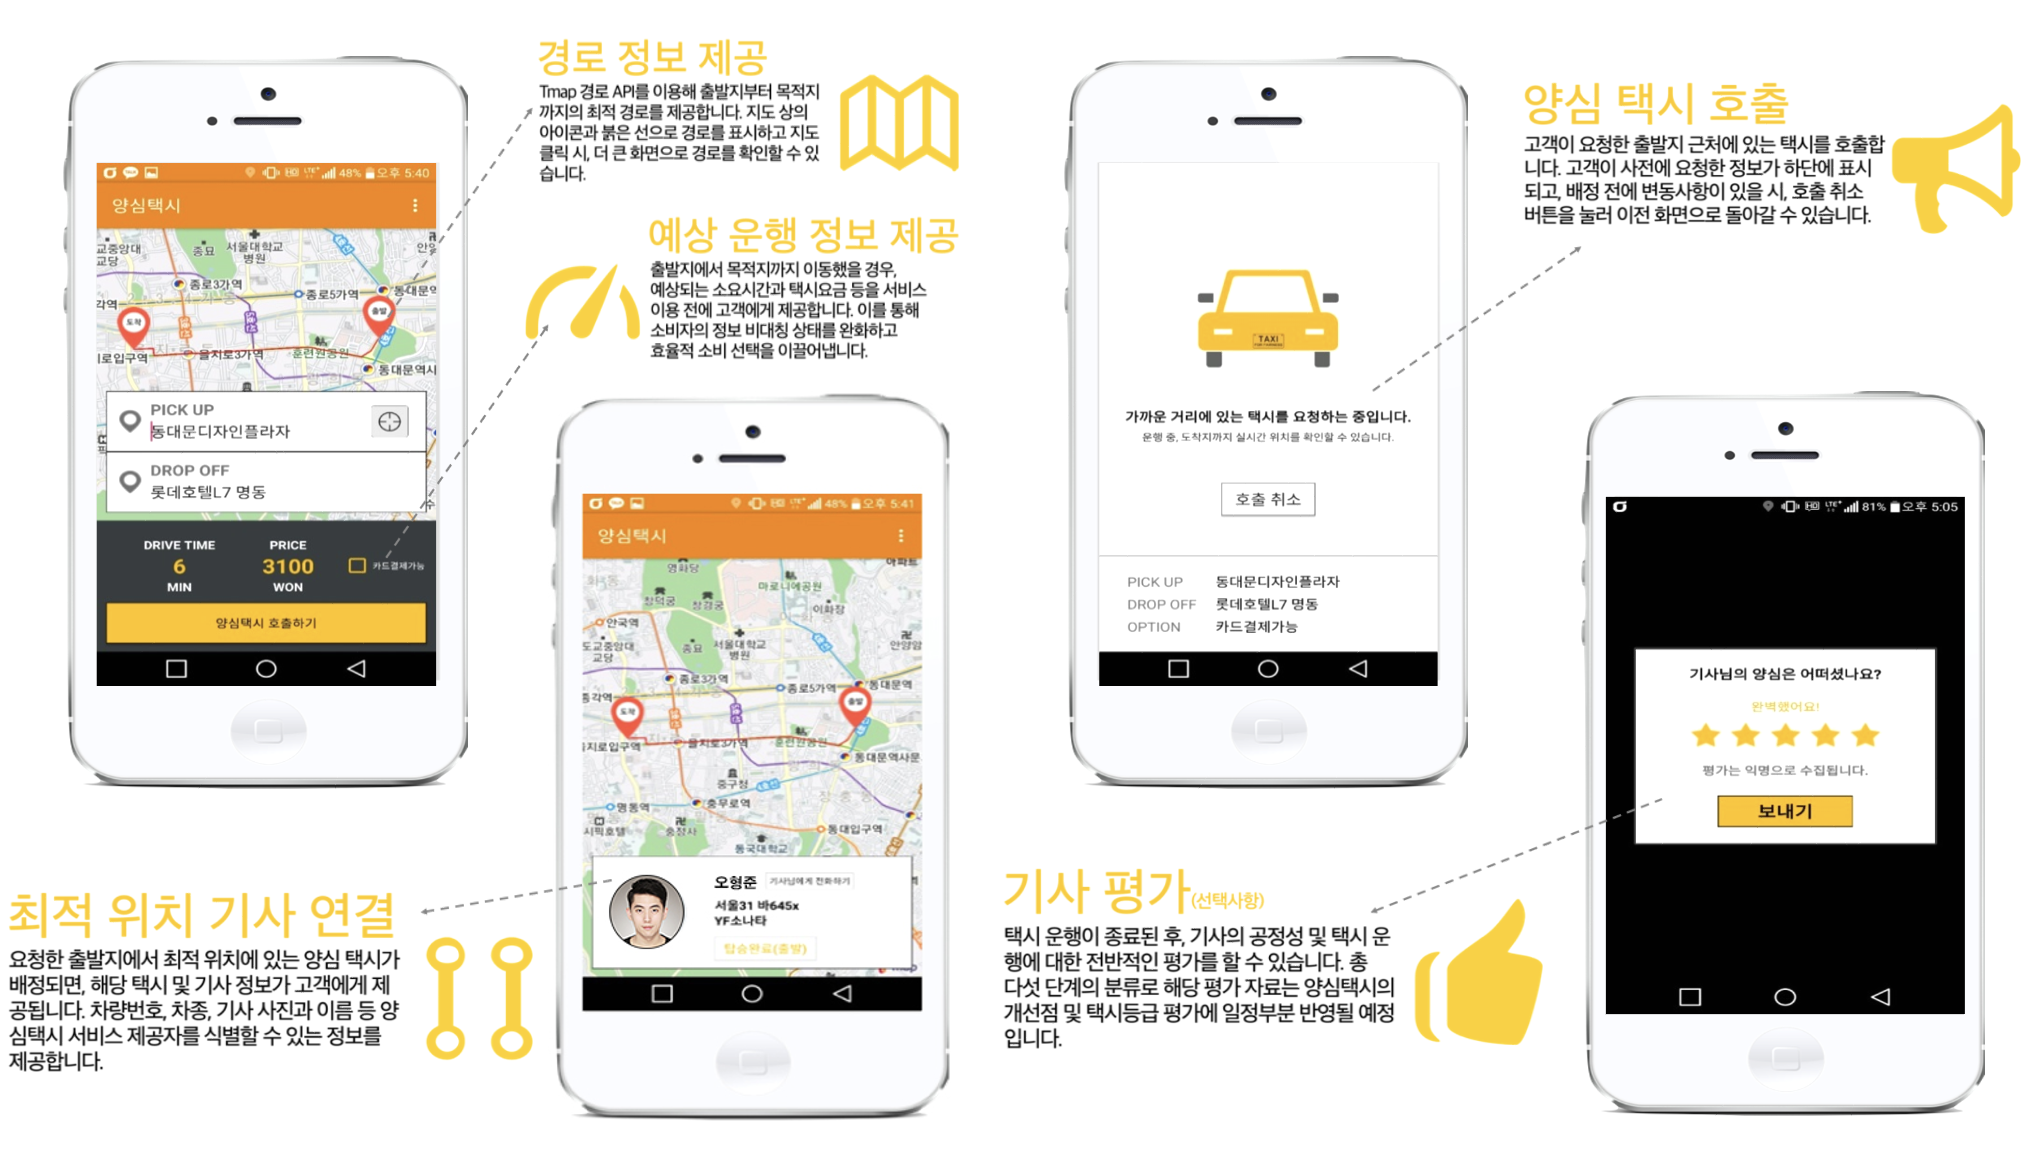 경로 정보 제공
Tmap 경로 API를 이용해 출발지부터 목적지
까지의 최적 경로를 제공합니다. 지도 상의
아이콘과 붉은 선으로 경로를 표시하고 지도
클릭 시, 더 큰 화면으로 경로를 확인할 수 있
습니다.
예상 운행 정보 제공
출발지에서 목적지까지 이동했을 경우,
예상되는 소요시간과 택시요금 등을 서비스
이용 전에 고객에게 제공합니다. 이를 통해
소비자의 정보 비대칭 상태를 완화하고
효율적 소비 선택을 이끌어냅니다.
48% 오후 5:40
양심택시
교중앙대
교당
종묘
서울대학교
병원
안양
종로3가역
종로5가역
동대문역
각역
도착
출발
로입구역
을지로3가역
훈련원공원
동대문역사
PICK UP
동대문디자인플라자
DROP OFF
롯데호텔L7 명동
DRIVE TIME
6
MIN
PRICE
3100
WON
카드결제가능
양심택시 호출하기
최적 위치 기사 연결
요청한 출발지에서 최적 위치에 있는 양심 택시가
배정되면, 해당 택시 및 기사 정보가 고객에게 제
공됩니다. 차량번호, 차종, 기사 사진과 이름 등 양
심택시 서비스 제공자를 식별할 수 있는 정보를
제공합니다.
48% 오후 5:41
양심택시
영화당
아파트
마로니에공원
창덕궁
창경궁
이화장
안국역
도교중앙대
교당
종묘
서울대학교
병원
안양암
종로3가역
종로5가역
동대문역
종각역
도착
출발
을지로입구역
을지로3가역
훈련원공원
동대문역사문
중구청
명동역
충무로역
장충동
시픽호텔
충정사
동대입구역
동국대학교
오형준
기사님에게 전화하기
서울31 바645x
YF소나타
탑승완료(출발)
양심 택시 호출
고객이 요청한 출발지 근처에 있는 택시를 호출합
니다. 고객이 사전에 요청한 정보가 하단에 표시
되고, 배정 전에 변동사항이 있을 시, 호출 취소
버튼을 눌러 이전 화면으로 돌아갈 수 있습니다.
TAXI
가까운 거리에 있는 택시를 요청하는 중입니다.
운행 중, 도착지까지 실시간 위치를 확인할 수 있습니다.
호출 취소
PICK UP 동대문디자인플라자
DROP OFF 롯데호텔L7 명동
OPTION 카드결제가능
기사 평가(선택사항)
택시 운행이 종료된 후, 기사의 공정성 및 택시 운
행에 대한 전반적인 평가를 할 수 있습니다. 총
다섯 단계의 분류로 해당 평가 자료는 양심택시의
개선점 및 택시등급 평가에 일정부분 반영될 예정
입니다.
81% 오후 5:05
기사님의 양심은 어떠셨나요?
완벽했어요!
평가는 익명으로 수집됩니다.
보내기